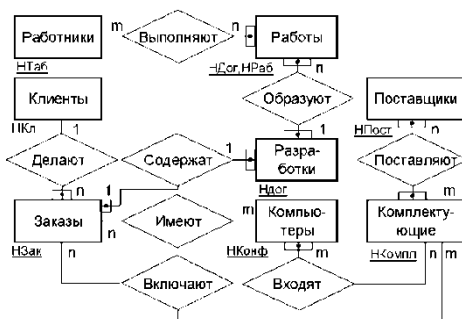 m
n
Работники
Выполняют
Работы
НТаб
НДог,НРаб
n
Клиенты
Образуют
Поставщики
НКл
1
1
НПост
n
Делают
Содержат
1
Разра-
ботки
Поставляют
n
1
Ндог
m
Заказы
Имеют
m
Компью-
теры
Комплекту-
ющие
n
НЗак
n
НКонф
m
НКомпл
n
m
Включают
Входят